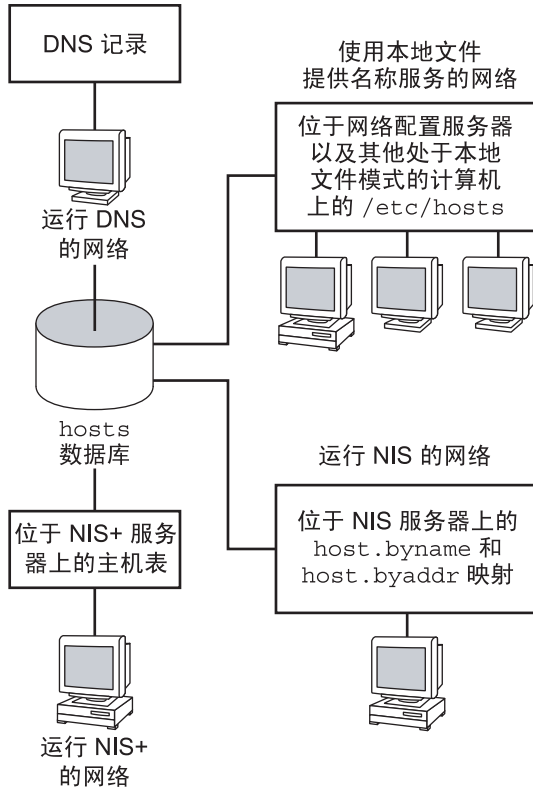 DNS 记录
运行 DNS
的网络
hosts
数据库
位于 NIS+ 服务
器上的主机表
运行 NIS+
的网络
使用本地文件
提供名称服务的网络
位于网络配置服务器
以及其他处于本地
文件模式的计算机
上的 /etc/hosts
运行 NIS 的网络
位于 NIS 服务器上的
host.byname 和
host.byaddr 映射